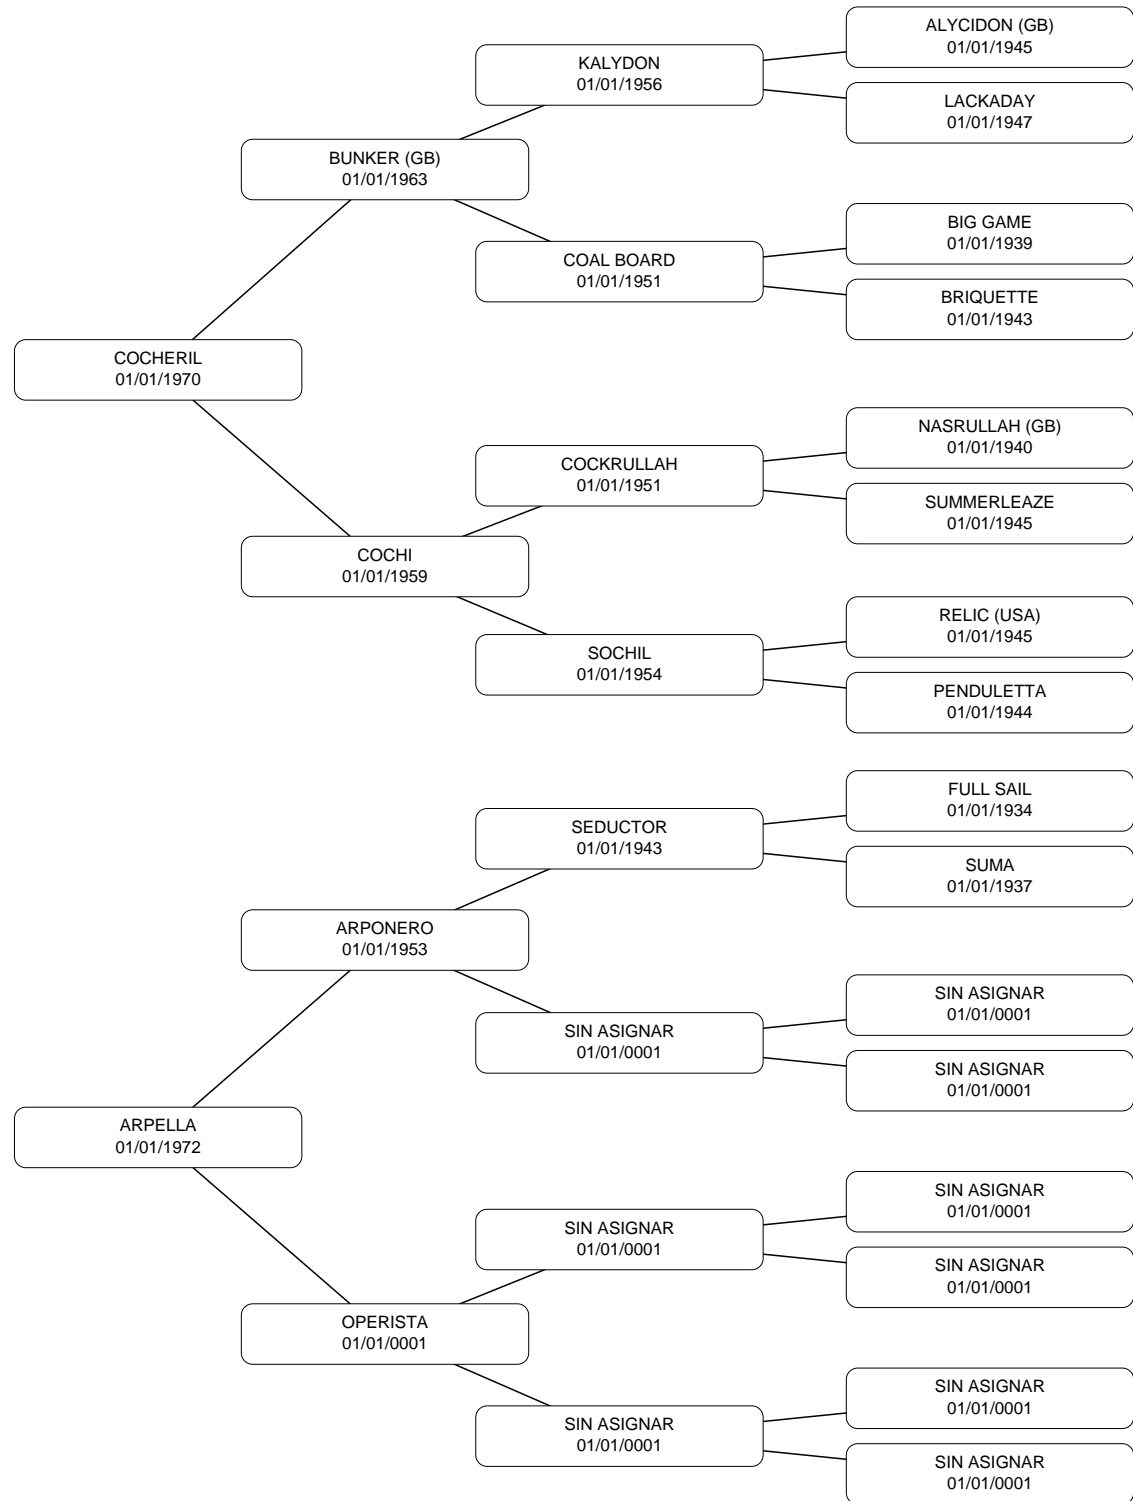 ALYCIDON (GB)
01/01/1945
KALYDON
01/01/1956
LACKADAY
01/01/1947
BUNKER (GB)
01/01/1963
BIG GAME
01/01/1939
COAL BOARD
01/01/1951
BRIQUETTE
01/01/1943
COCHERIL
01/01/1970
NASRULLAH (GB)
01/01/1940
COCKRULLAH
01/01/1951
SUMMERLEAZE
01/01/1945
COCHI
01/01/1959
RELIC (USA)
01/01/1945
SOCHIL
01/01/1954
PENDULETTA
01/01/1944
FULL SAIL
01/01/1934
SEDUCTOR
01/01/1943
SUMA
01/01/1937
ARPONERO
01/01/1953
SIN ASIGNAR
01/01/0001
SIN ASIGNAR
01/01/0001
SIN ASIGNAR
01/01/0001
ARPELLA
01/01/1972
SIN ASIGNAR
01/01/0001
SIN ASIGNAR
01/01/0001
SIN ASIGNAR
01/01/0001
OPERISTA
01/01/0001
SIN ASIGNAR
01/01/0001
SIN ASIGNAR
01/01/0001
SIN ASIGNAR
01/01/0001